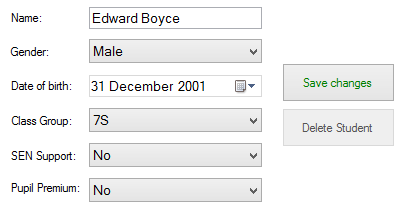 Name: Edward Boyce
Gender: Male
Date of birth: 31 December 2001
Save changes
Class Group: 7S
Delete Student
SEN Support: No
Pupil Premium: No